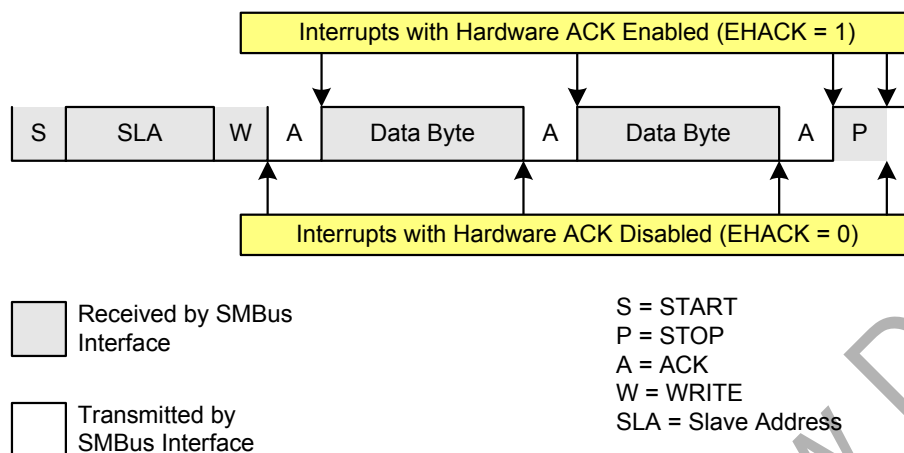 Interrupts with Hardware ACK Enabled (EHACK = 1)
S SLA W A Data Byte A Data Byte A P
Interrupts with Hardware ACK Disabled (EHACK = 0)
Received by SMBus
Interface
Transmitted by
SMBus Interface
S = START
P = STOP
A = ACK
W = WRITE
SLA = Slave Address